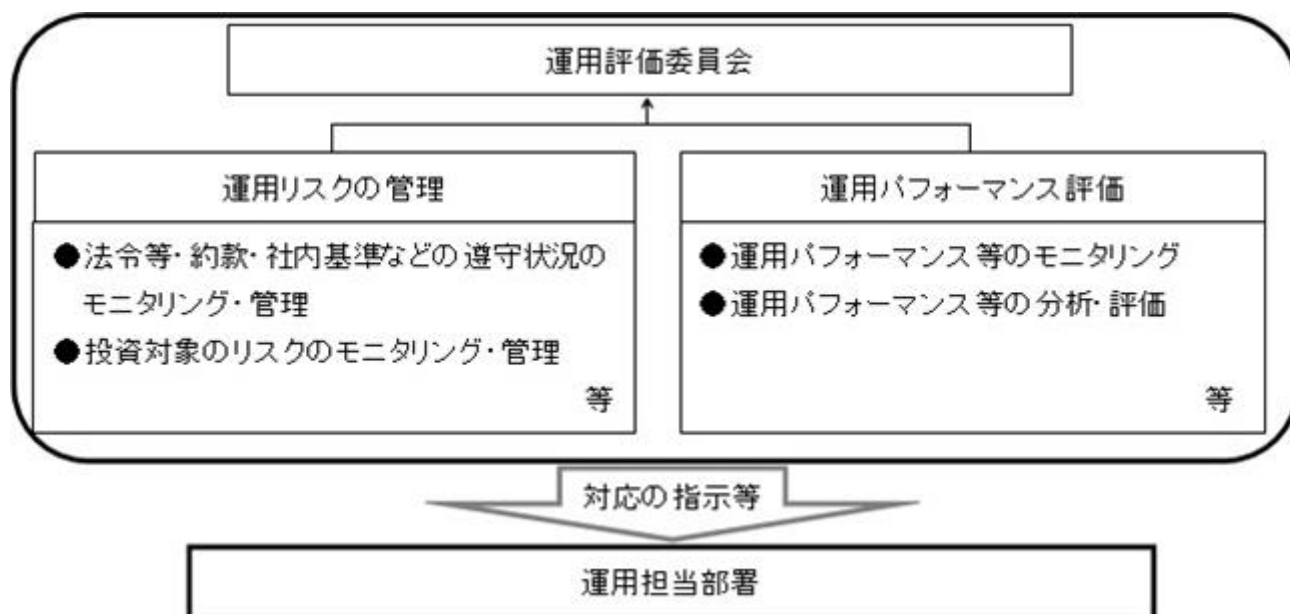 運用評価委員会
運用リスクの管理
●法令等・約款・社内基準などの遵守状況の
モニタリング・管理
●投資対象のリスクのモニタリング・管理
等
運用パフォーマンス評価
●運用パフォーマンス等のモニタリング
●運用パフォーマンス等の分析・評価
等
対応の指示等
運用担当部署